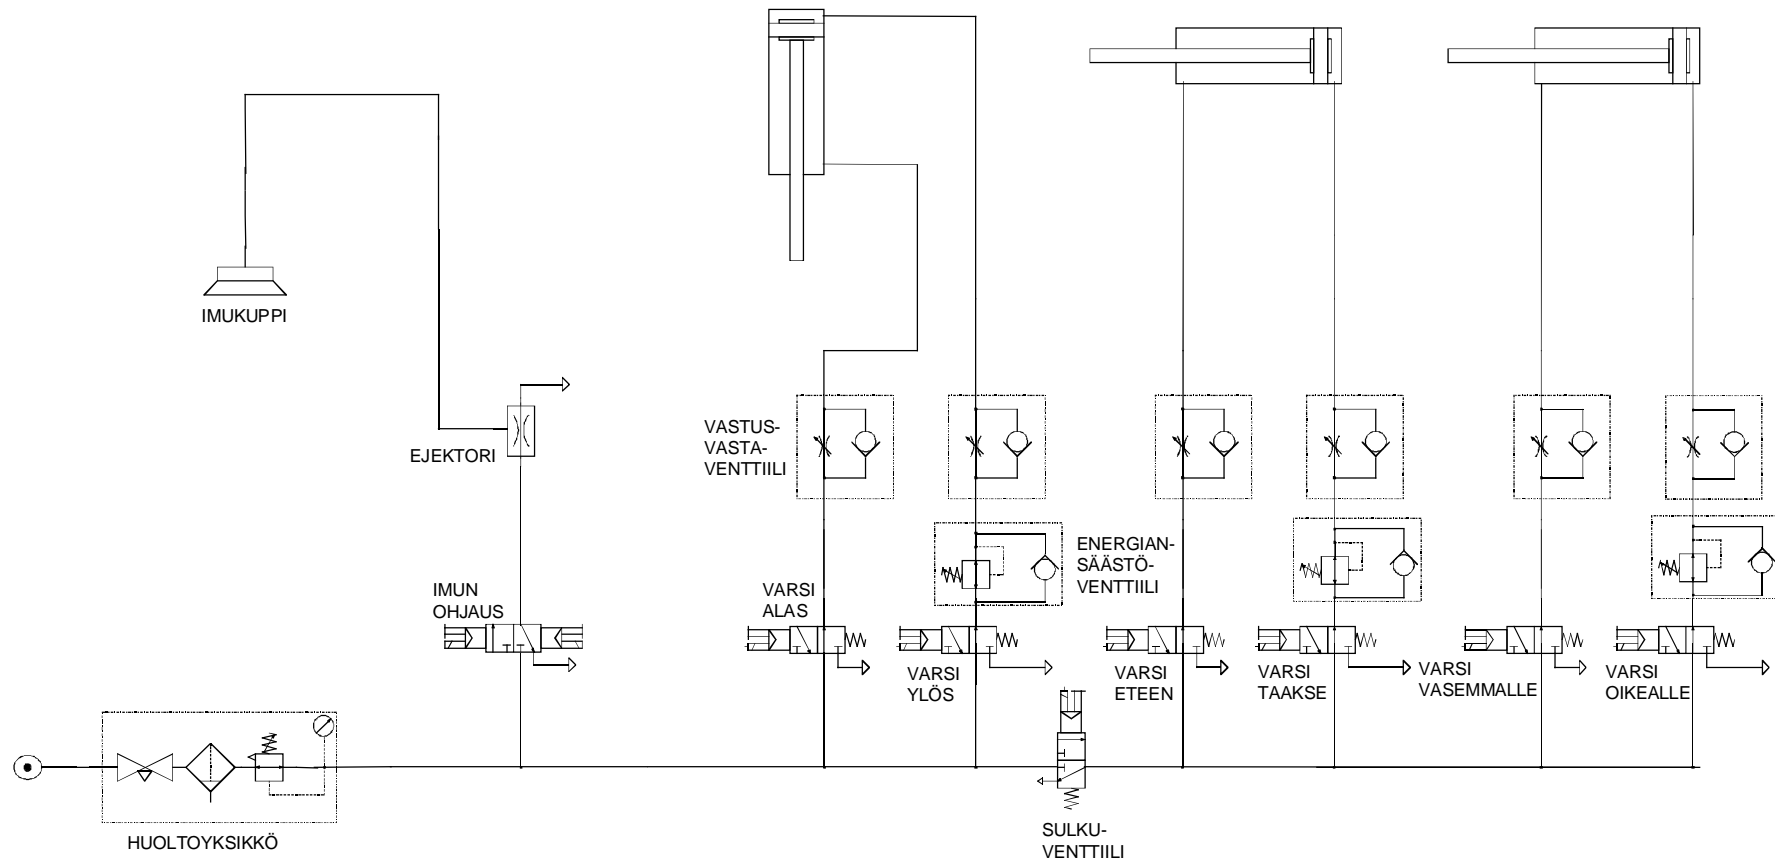 IMUKUPPI
EJEKTORI
VASTUS-
VASTA-
VENTTIILI
ENERGIAN-
SÄÄSTÖ-
VENTTIILI
IMUN
OHJAUS
VARSI
ALAS
VARSI
YLÖS
VARSI
ETEEN
VARSI
TAAKSE
VARSI
VASEMMALLE
VARSI
OIKEALLE
HUOLTOYKSIKKÖ
SULKU-
VENTTIILI